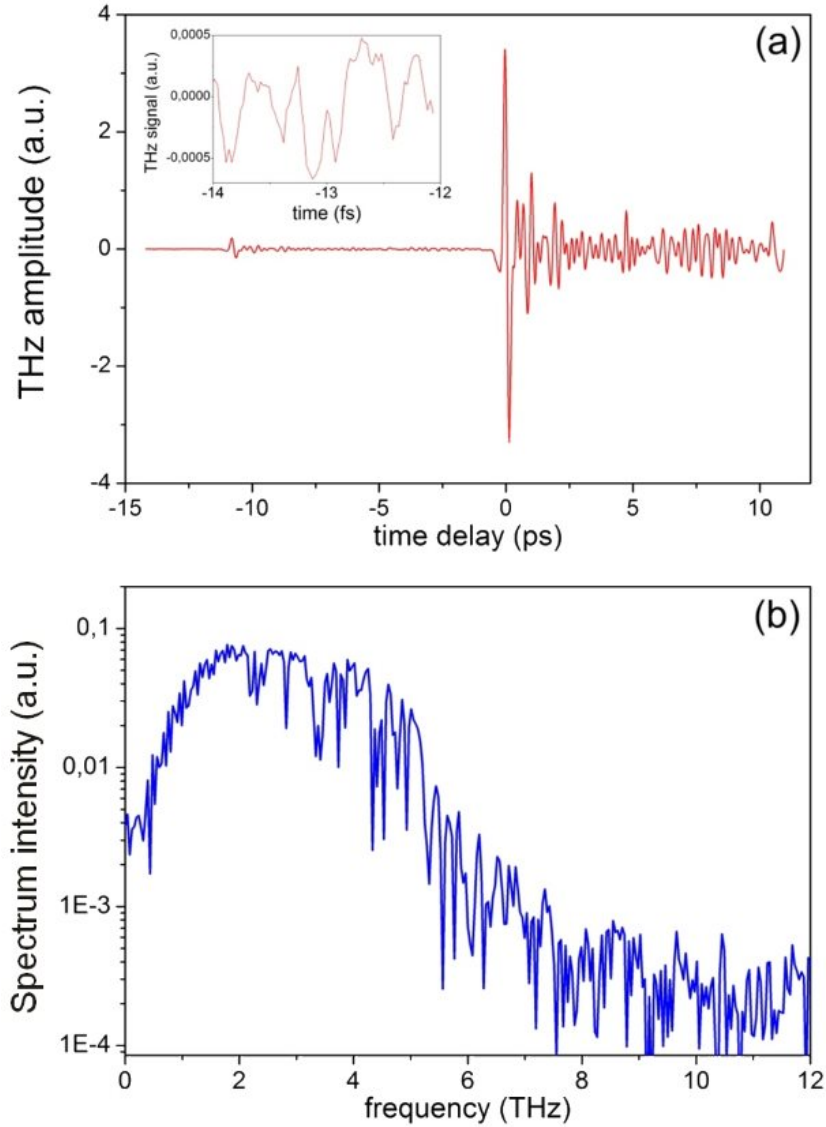 (a)
THz amplitude (a.u.)
4
2
0
-2
-4
-15
-10
-5
0
5
10
time delay (ps)
THz signal (a.u.)
0,0005
0,0000
-0,0005
-14
-13
-12
time (fs)
(b)
Spectrum intensity (a.u.)
0,1
0,01
1E-3
1E-4
0
2
4
6
8
10
12
frequency (THz)